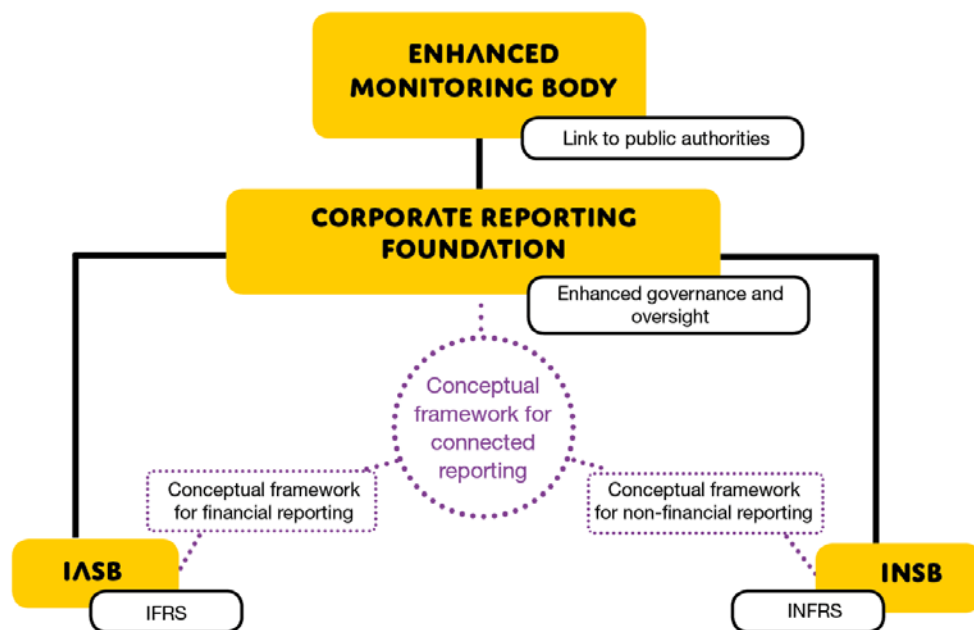 ENHANCED
MONITORING BODY
Link to public authorities
CORPORATE REPORTING
FOUNDATION
Enhanced governance and
oversight
Conceptual
framework for
connected
reporting
Conceptual framework
for financial reporting
Conceptual framework
for non-financial reporting
IASB
IFRS
INSB
INFRS